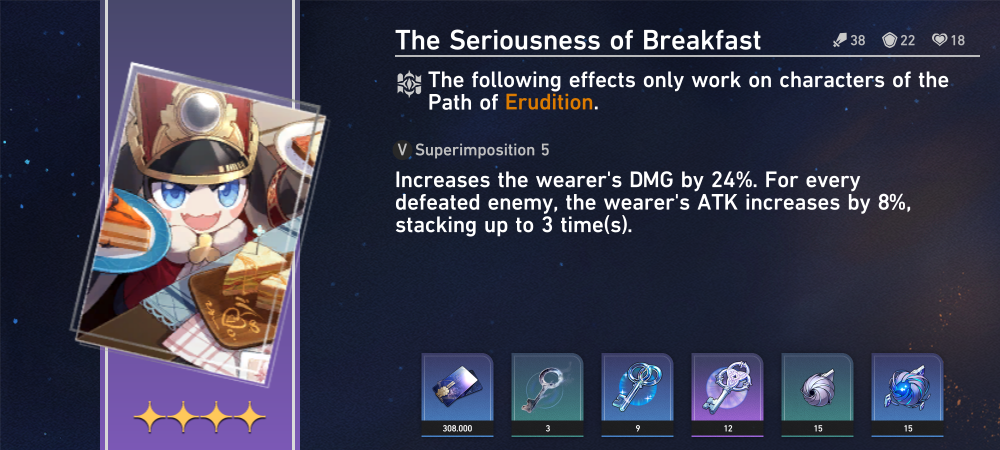 The Seriousness of Breakfast
38 22 18
The following effects only work on characters of the
Path of Erudition.
V Superimposition 5
Increases the wearer's DMG by 24%. For every
defeated enemy, the wearer's ATK increases by 8%,
stacking up to 3 time(s).
308.000 3 9 12 15 15